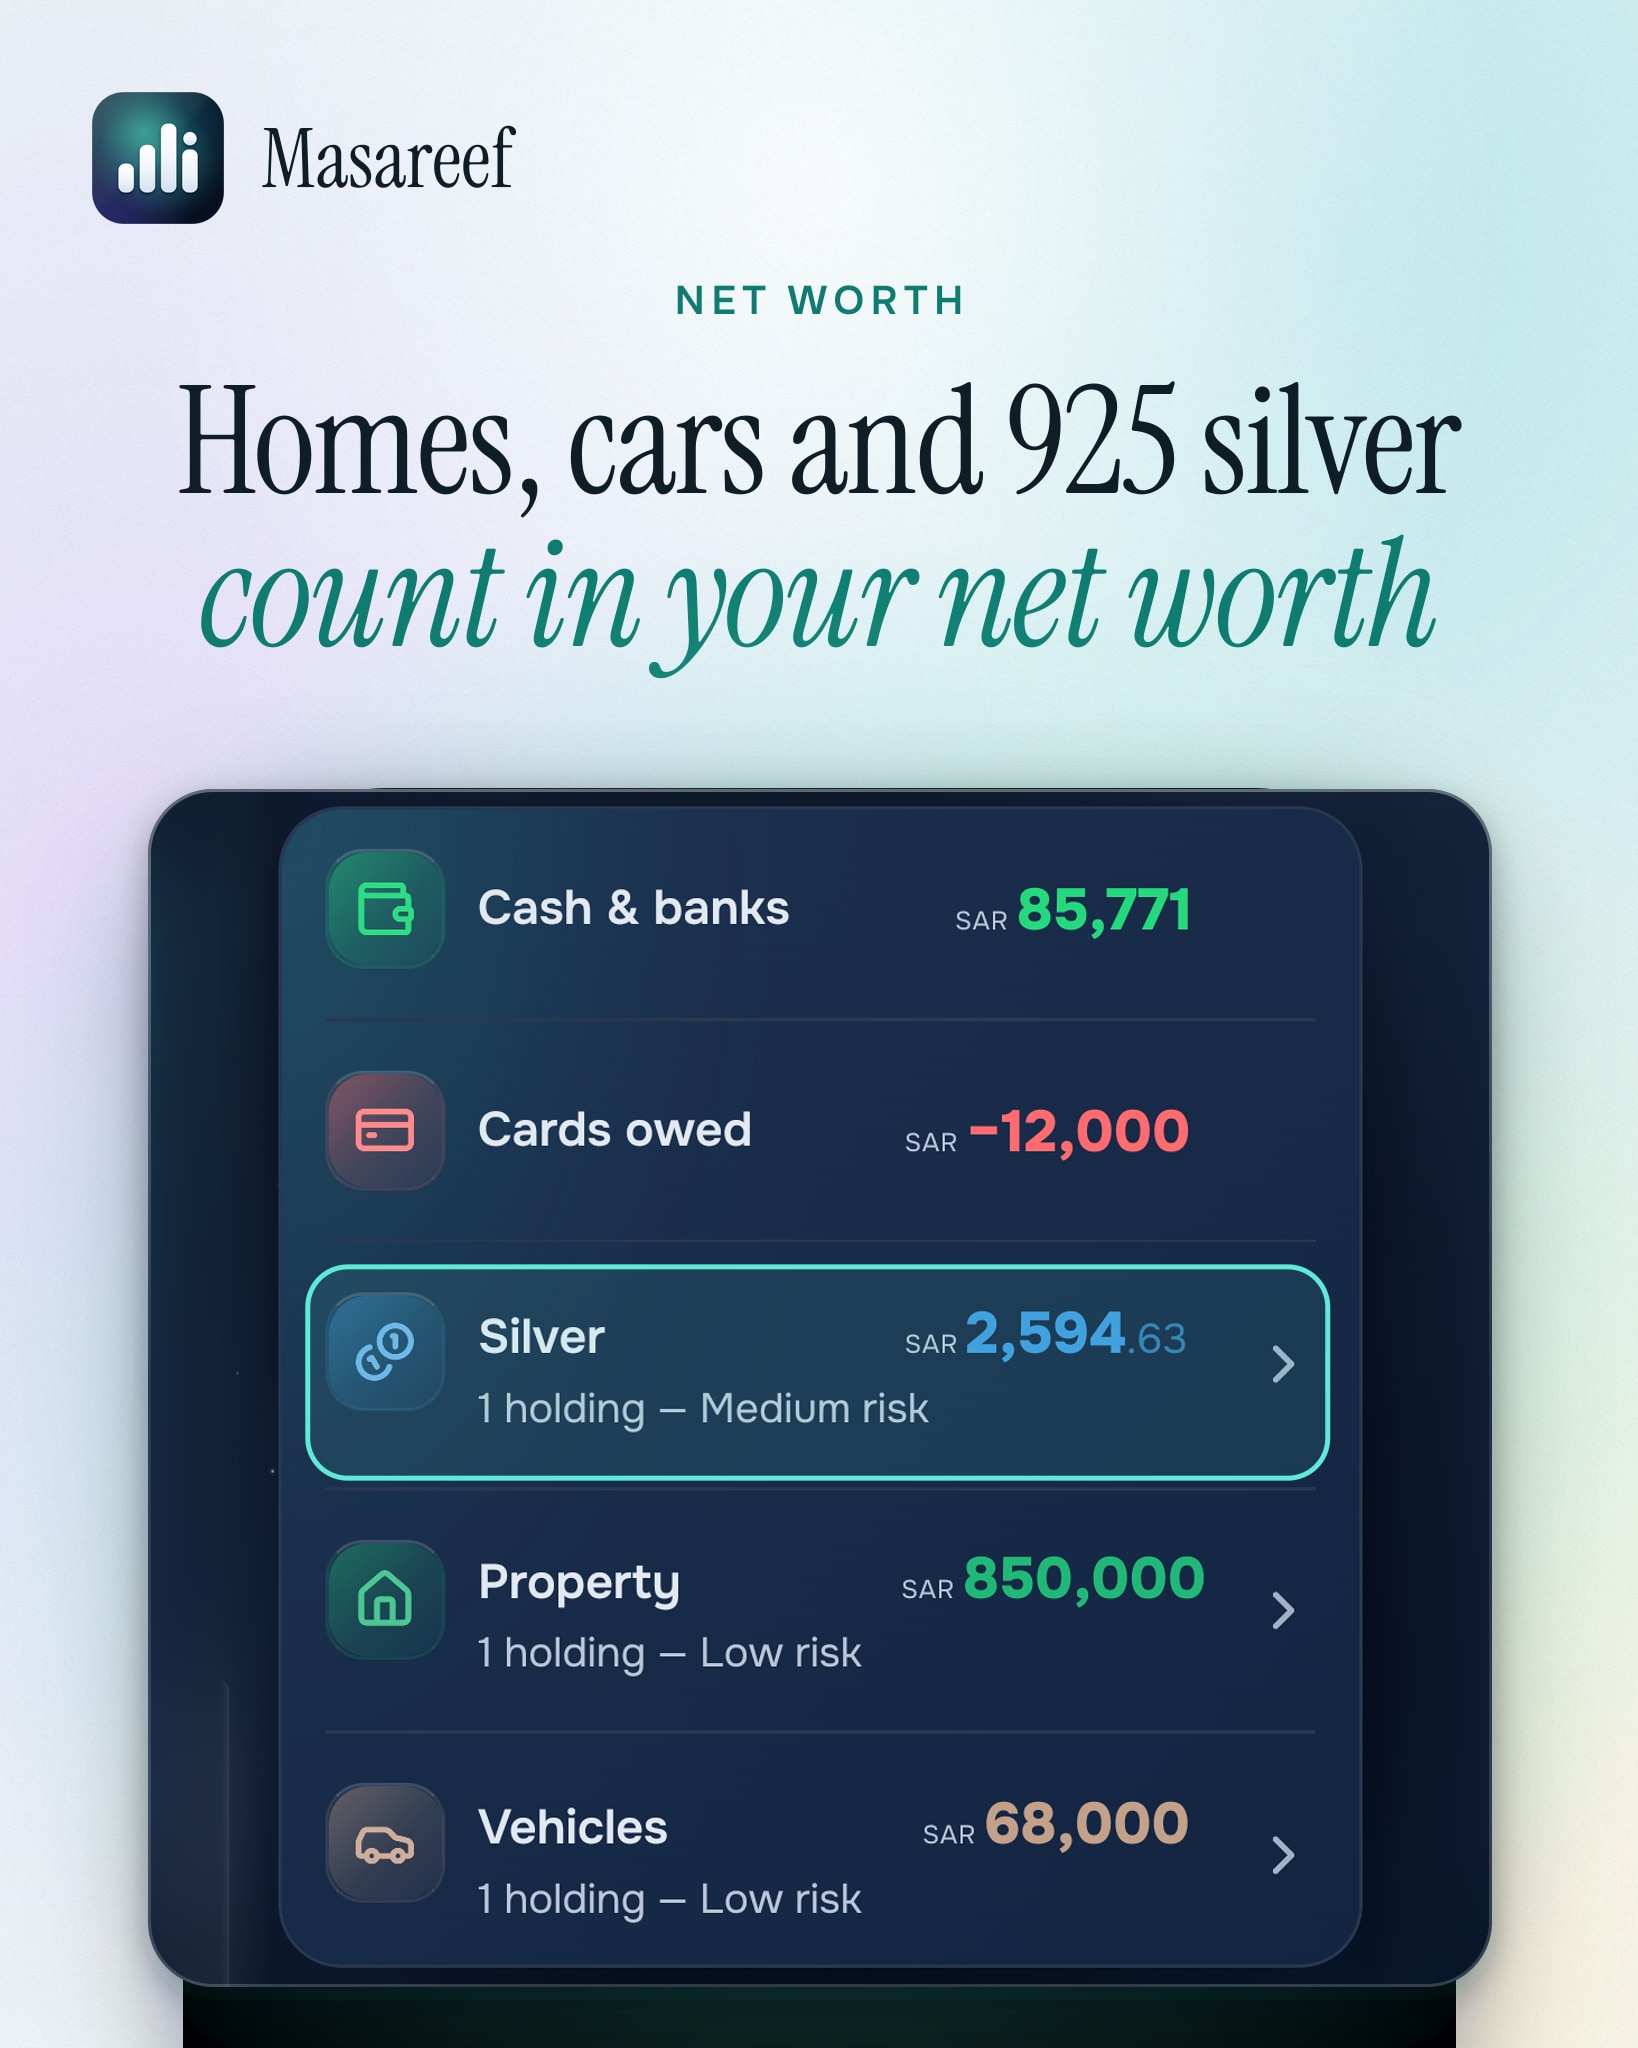 Masareef
NET WORTH
Homes, cars and 925 silver
count in your net worth
Cash & banks SAR 85,771
Cards owed SAR −12,000
Silver SAR 2,594.63
1 holding — Medium risk
Property SAR 850,000
1 holding — Low risk
Vehicles SAR 68,000
1 holding — Low risk